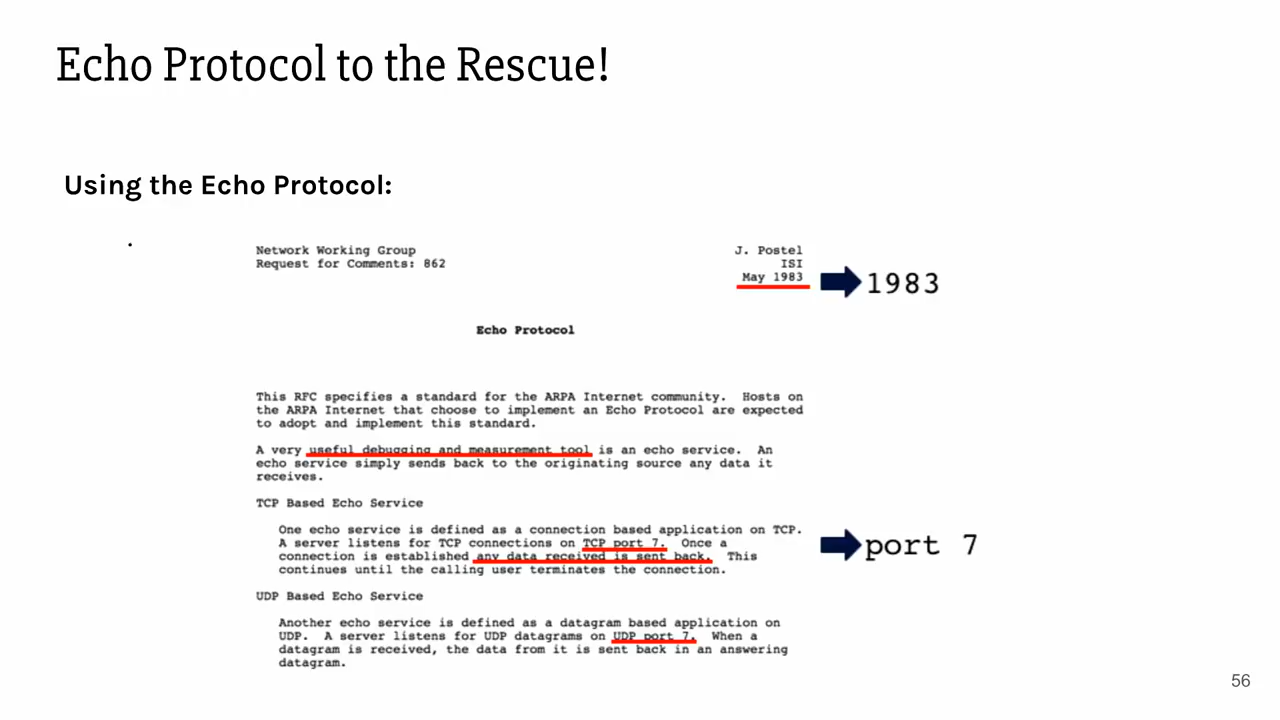 Echo Protocol to the Rescue!
Using the Echo Protocol:
Network Working Group
J. Postel
Request for Comments: 862
ISI
May 1983
1983
Echo Protocol
This RFC specifies a standard for the ARPA Internet community. Hosts on
the ARPA Internet that choose to implement an Echo Protocol are expected
to adopt and implement this standard.
A very useful debugging and measurement tool is an echo service. An
echo service simply sends back to the originating source any data it
receives.
TCP Based Echo Service
One echo service is defined as a connection based application on TCP.
A server listens for TCP connections on TCP port 7. Once a
connection is established any data received is sent back. This
continues until the calling user terminates the connection.
port 7
UDP Based Echo Service
Another echo service is defined as a datagram based application on
UDP. A server listens for UDP datagrams on UDP port 7. When a
datagram is received, the data from it is sent back in an answering
datagram.
56